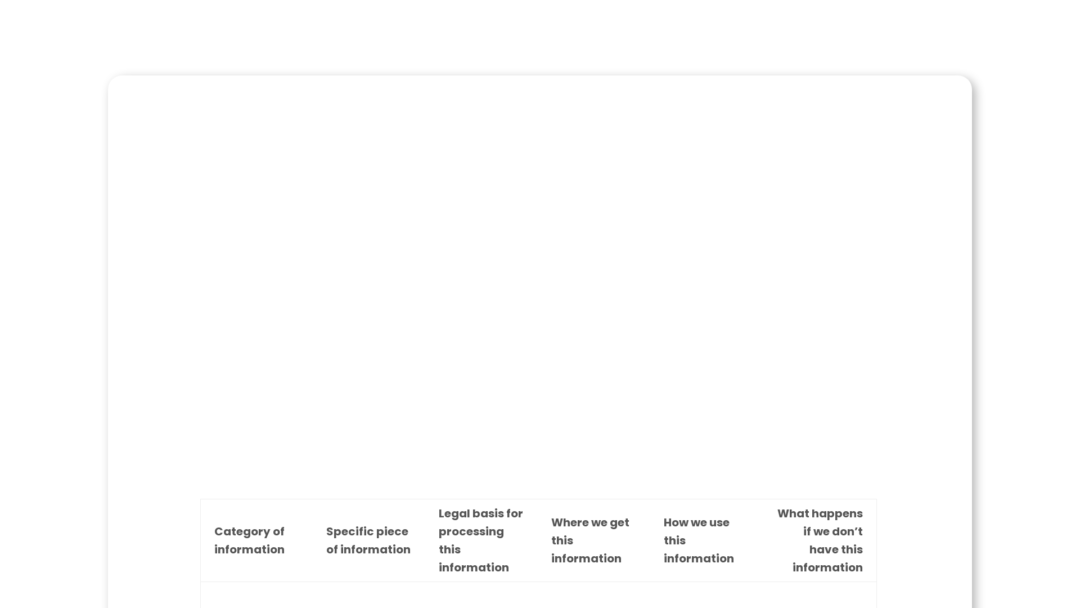 Category of
information
Specific piece
of information
Legal basis for
processing
this
information
Where we get
this
information
How we use
this
information
What happens
if we don’t
have this
information